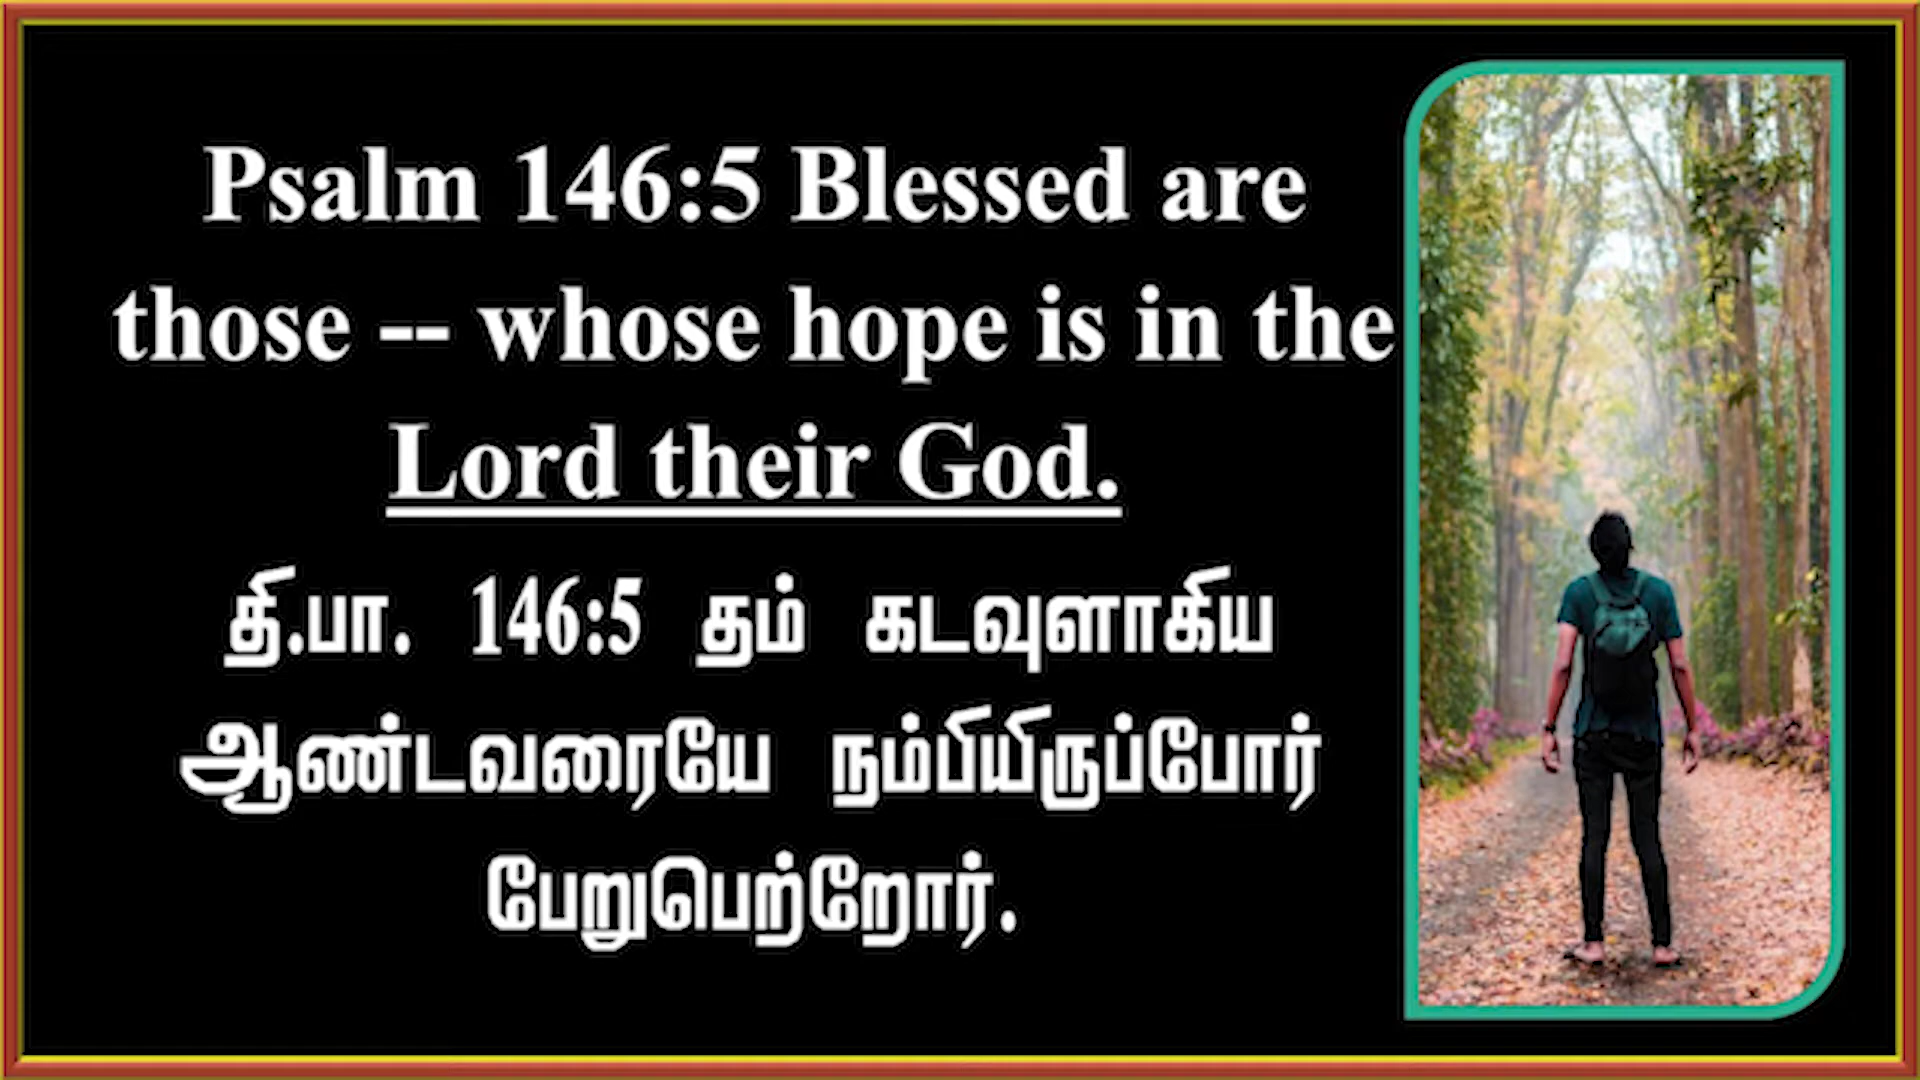 Psalm 146:5 Blessed are
those -- whose hope is in the
Lord their God.
தி.பா. 146:5 தம் கடவுளாகிய
ஆண்டவரையே நம்பியிருப்போர்
பேறுபெற்றோர்.